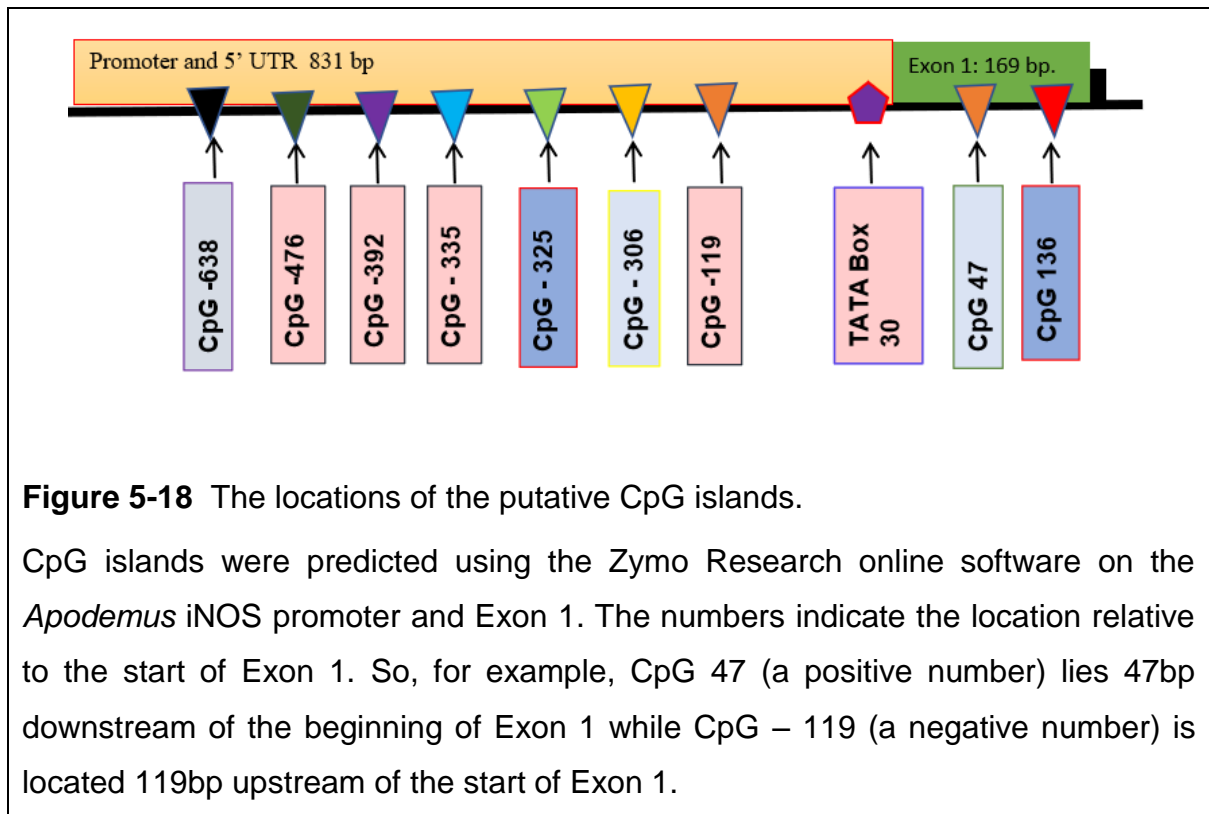 Promoter and 5’ UTR 831 bp
Exon 1: 169 bp.
CpG -638
CpG -476
CpG -392
CpG - 335
CpG - 325
CpG - 306
CpG -119
TATA Box
30
CpG 47
CpG 136
Figure 5-18 The locations of the putative CpG islands.
CpG islands were predicted using the Zymo Research online software on the
Apodemus iNOS promoter and Exon 1. The numbers indicate the location relative
to the start of Exon 1. So, for example, CpG 47 (a positive number) lies 47bp
downstream of the beginning of Exon 1 while CpG – 119 (a negative number) is
located 119bp upstream of the start of Exon 1.